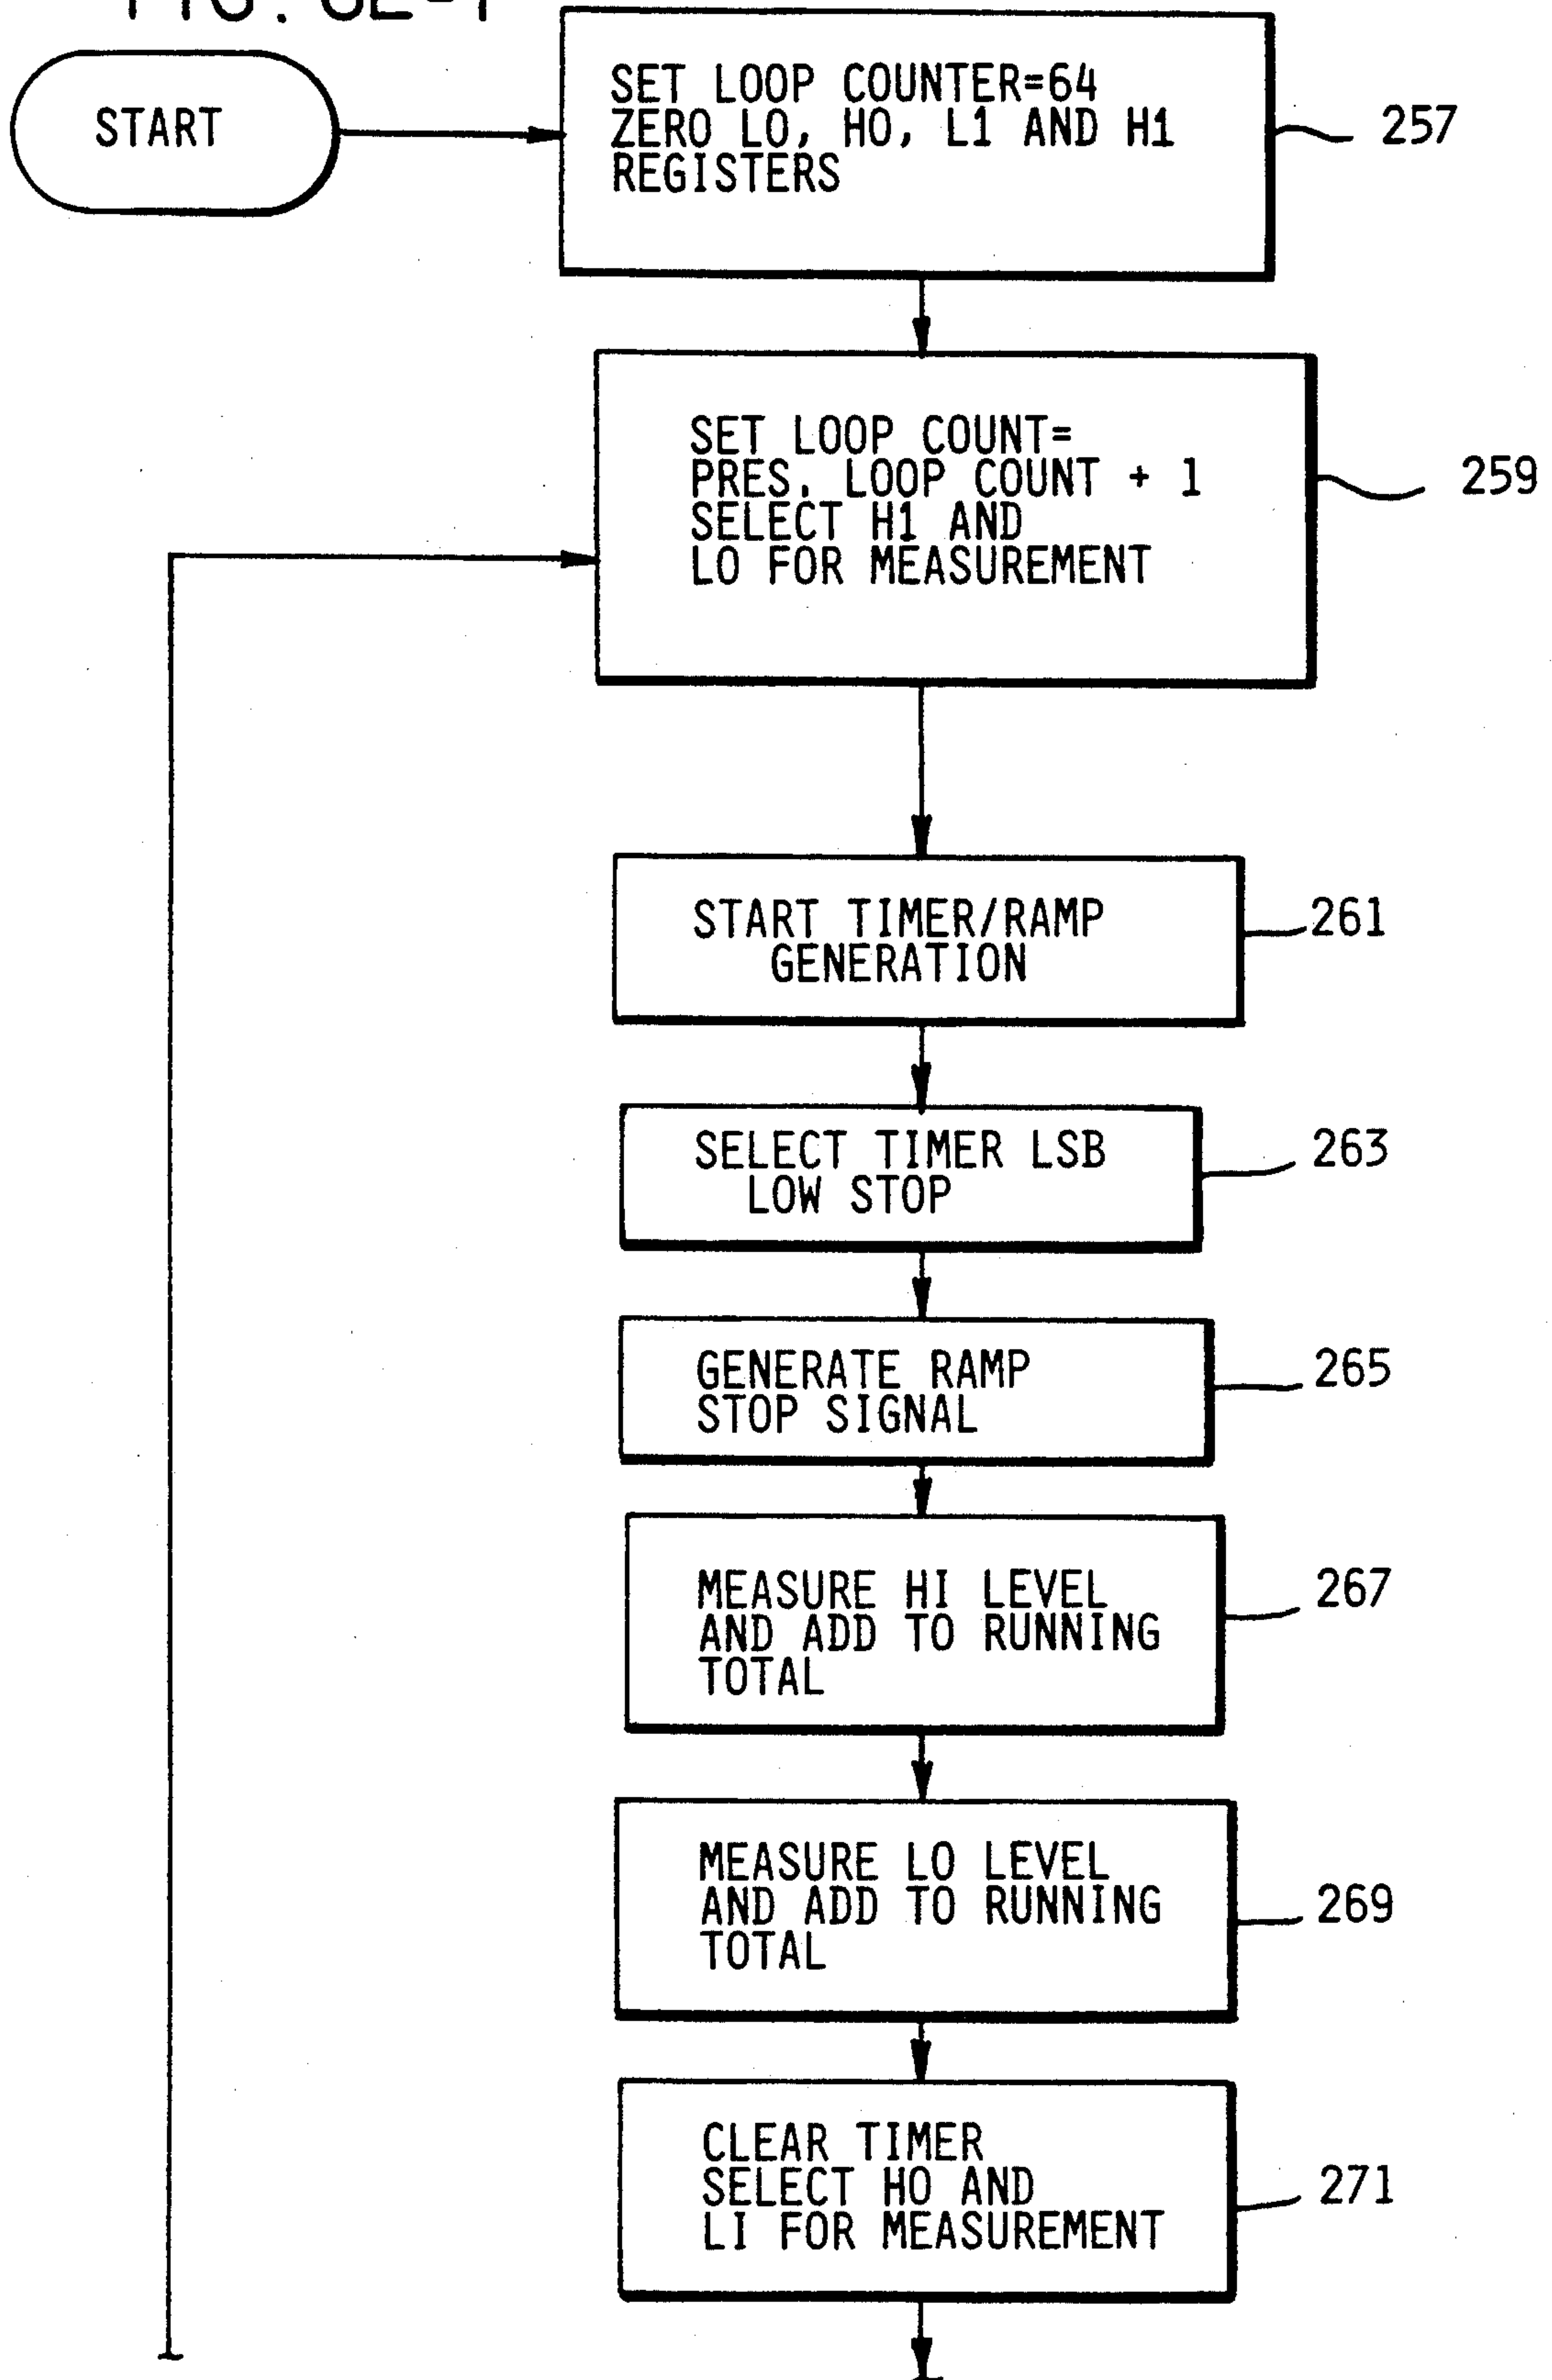 START
SET LOOP COUNTER=64
ZERO LO, HO, L1 AND H1
REGISTERS
257
SET LOOP COUNT=
PRES. LOOP COUNT + 1
SELECT H1 AND
LO FOR MEASUREMENT
259
START TIMER/RAMP
GENERATION
261
SELECT TIMER LSB
LOW STOP
263
GENERATE RAMP
STOP SIGNAL
265
MEASURE HI LEVEL
AND ADD TO RUNNING
TOTAL
267
MEASURE LO LEVEL
AND ADD TO RUNNING
TOTAL
269
CLEAR TIMER
SELECT HO AND
LI FOR MEASUREMENT
271